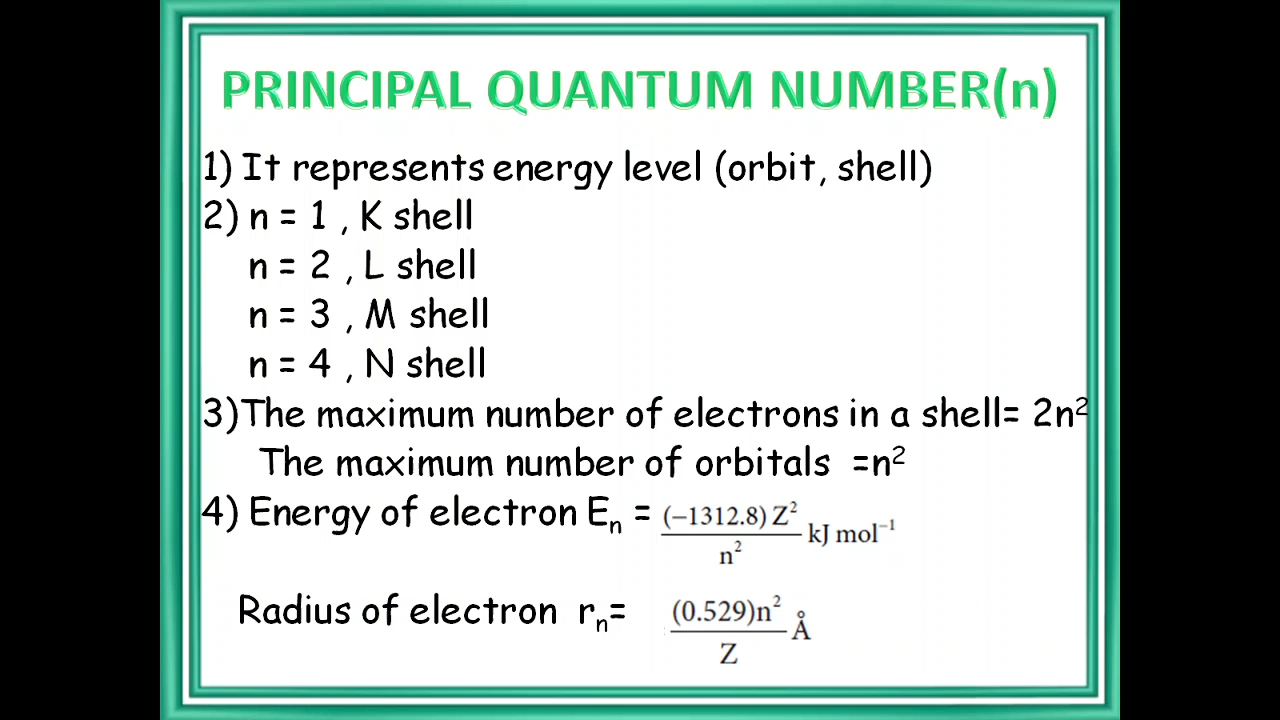 PRINCIPAL QUANTUM NUMBER(n)
1) It represents energy level (orbit, shell)
2) n = 1 , K shell
n = 2 , L shell
n = 3 , M shell
n = 4 , N shell
3)The maximum number of electrons in a shell= 2n²
The maximum number of orbitals =n²
4) Energy of electron Eₙ = (–1312.8) Z² / n² kJ mol⁻¹
Radius of electron rₙ= (0.529)n² / Z Å